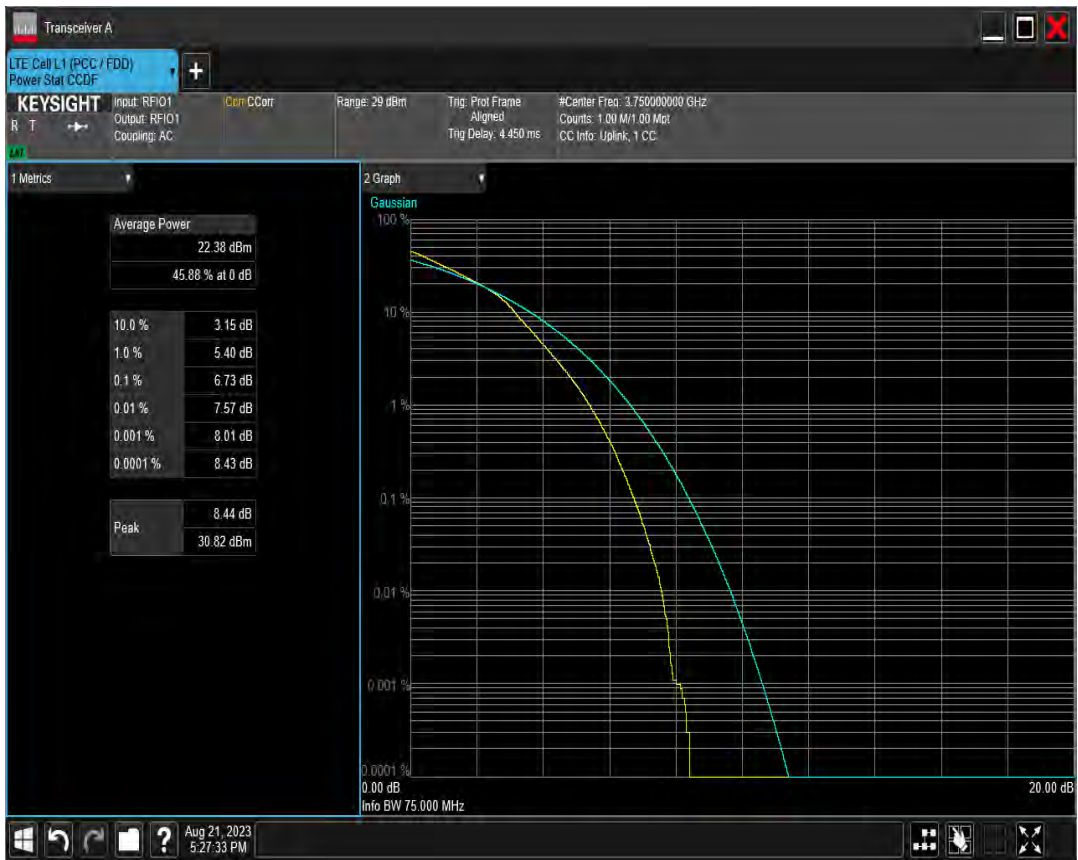 Transceiver A
LTE Cell L1 (PCC / FDD)
Power Stat CCDF
+
KEYSIGHT
R T
Input: RFIO1
Output: RFIO1
Coupling: AC
Corr CCorr
Range: 29 dBm
Trig: Prot Frame
Aligned
Trig Delay: 4.450 ms
#Center Freq: 3.750000000 GHz
Counts: 1.00 M/1.00 Mpt
CC Info: Uplink, 1 CC
1 Metrics
Average Power
22.38 dBm
45.88 % at 0 dB
10.0 % 3.15 dB
1.0 % 5.40 dB
0.1 % 6.73 dB
0.01 % 7.57 dB
0.001 % 8.01 dB
0.0001 % 8.43 dB
Peak
8.44 dB
30.82 dBm
2 Graph
Gaussian
100 %
10 %
1 %
0.1 %
0.01 %
0.001 %
0.0001 %
0.00 dB
20.00 dB
Info BW 75.000 MHz
?
Aug 21, 2023
5:27:33 PM